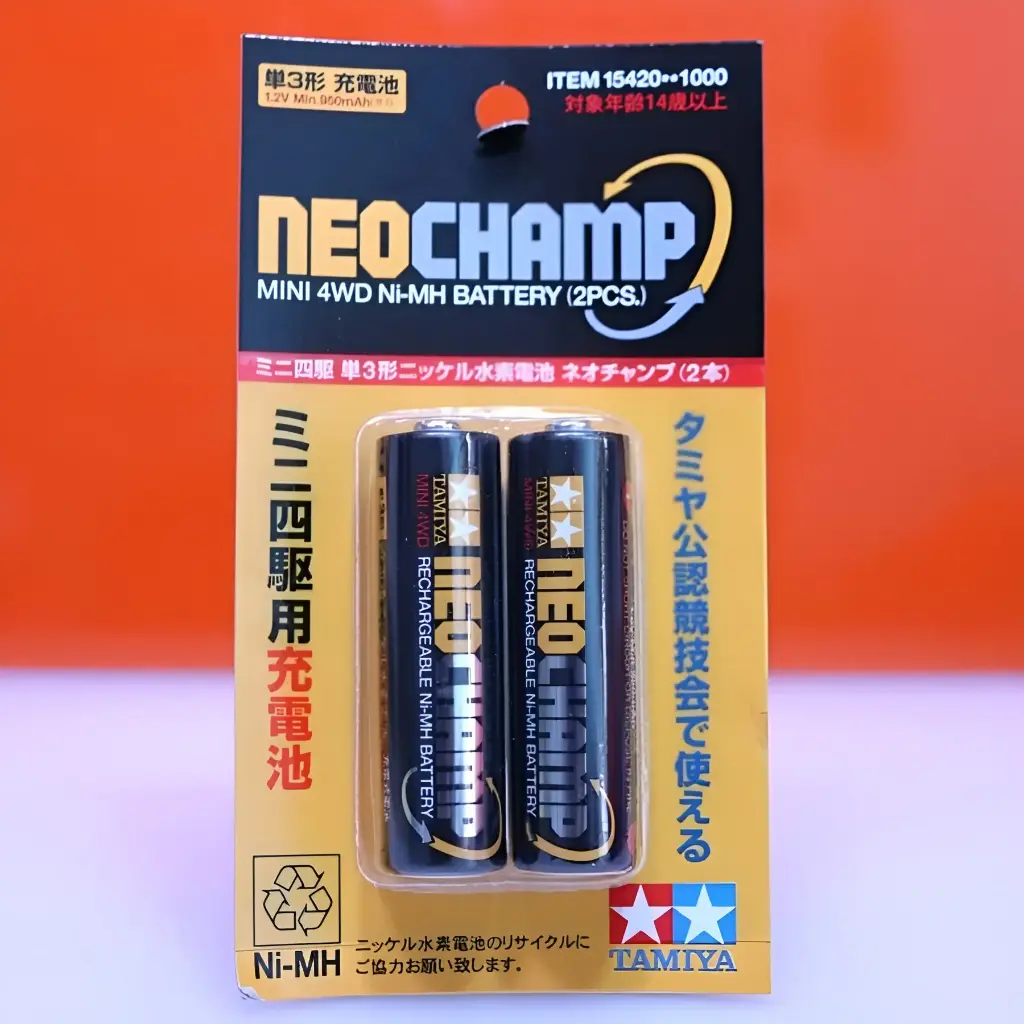 単3形 充電池
1.2V Min.950mAh
ITEM 15420**1000
対象年齢14歳以上
NEOCHAMP
MINI 4WD Ni-MH BATTERY (2PCS.)
ミニ四駆 単3形ニッケル水素電池 ネオチャンプ(2本)
ミニ四駆用充電池
タミヤ公認競技会で使える
TAMIYA
MINI 4WD
NEOCHAMP
RECHARGEABLE Ni-MH BATTERY
TAMIYA
MINI 4WD
NEOCHAMP
RECHARGEABLE Ni-MH BATTERY
Ni-MH
ニッケル水素電池のリサイクルに
ご協力お願い致します。
TAMIYA